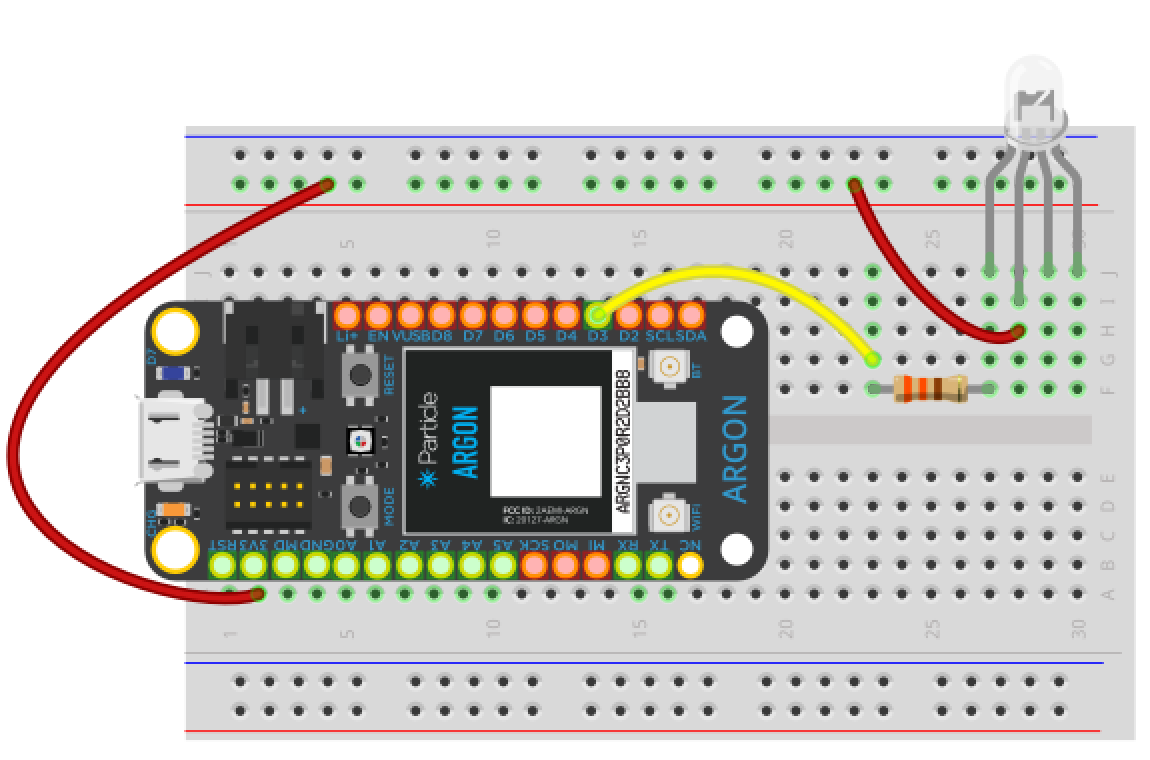 5 10 15 20 25 30
J J
I
LI+ EN VUSB D8 D7 D6 D5 D4 D3 D2 SCL SDA
H
D7
RESET
BT
G
F
+
Particle
ARGON
ARGNC3P0R2D28BB
ARGON
E
FCC ID: 2AEMI-ARGN
IC: 20127-ARGN
MODE
WiFi
D
CHG
RST 3V3 MD GND A0 A1 A2 A3 A4 A5 SCK MO MI RX TX NC
C
B
A
1 5 10 15 20 25 30